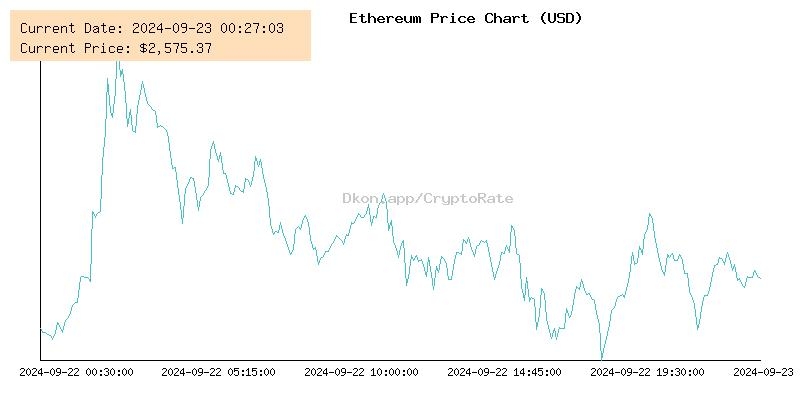 Ethereum Price Chart (USD)
Current Date: 2024-09-23 00:27:03
Current Price: $2,575.37
Dkon.app/CryptoRate
2024-09-22 00:30:00 2024-09-22 05:15:00 2024-09-22 10:00:00 2024-09-22 14:45:00 2024-09-22 19:30:00 2024-09-23